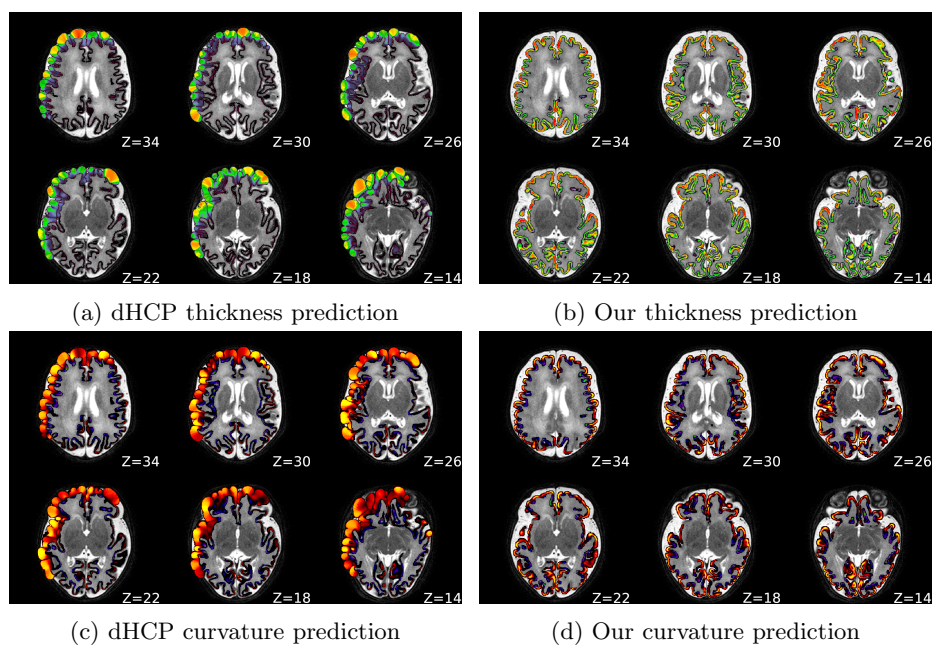 Z=34 Z=30 Z=26 Z=34 Z=30 Z=26
Z=22 Z=18 Z=14 Z=22 Z=18 Z=14
(a) dHCP thickness prediction
(b) Our thickness prediction
Z=34 Z=30 Z=26 Z=34 Z=30 Z=26
Z=22 Z=18 Z=14 Z=22 Z=18 Z=14
(c) dHCP curvature prediction
(d) Our curvature prediction